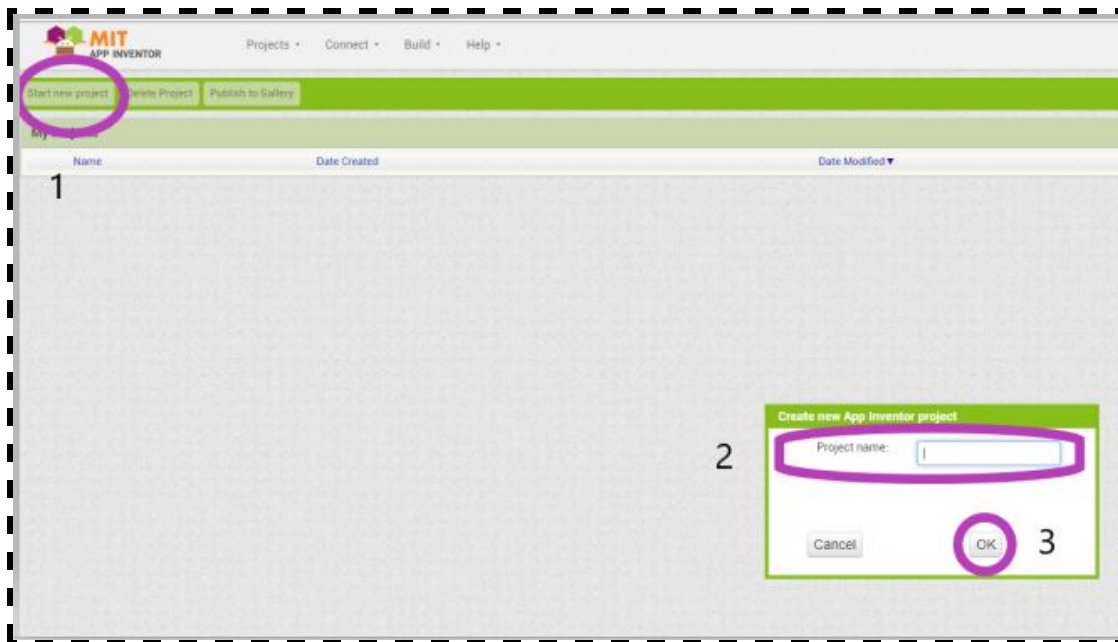 MIT
APP INVENTOR
Projects Connect Build Help
Start new project Delete Project Publish to Gallery
My
Name Date Created Date Modified
1
Create new App Inventor project
2 Project name:
Cancel OK 3